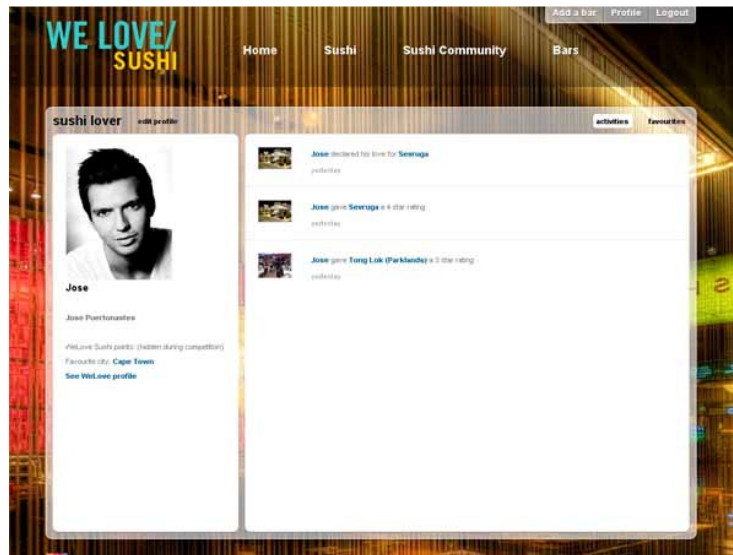 Add a bar Profile Logout
WE LOVE/
SUSHI
Home Sushi Sushi Community Bars
sushi lover edit profile activities favourites
Jose declared his love for Sevruga
yesterday
Jose gave Sevruga a 4 star rating
yesterday
Jose gave Tong Lok (Parklands) a 3 star rating
yesterday
Jose
Jose Puertonastes
WeLove Sushi points: (hidden during competition)
Favourite city: Cape Town
See WeLove profile
S